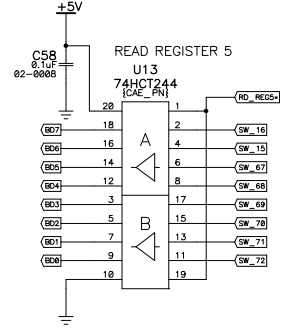 +5V
READ REGISTER 5
C58
0.1uF
02-0008
U13
74HCT244
{CAE_PN}
20 1 RD_REG5*
BD7 18 2 SW_16
BD6 16 A 4 SW_15
BD5 14 6 SW_67
BD4 12 8 SW_68
BD3 3 17 SW_69
BD2 5 B 15 SW_70
BD1 7 13 SW_71
BD0 9 11 SW_72
10 19